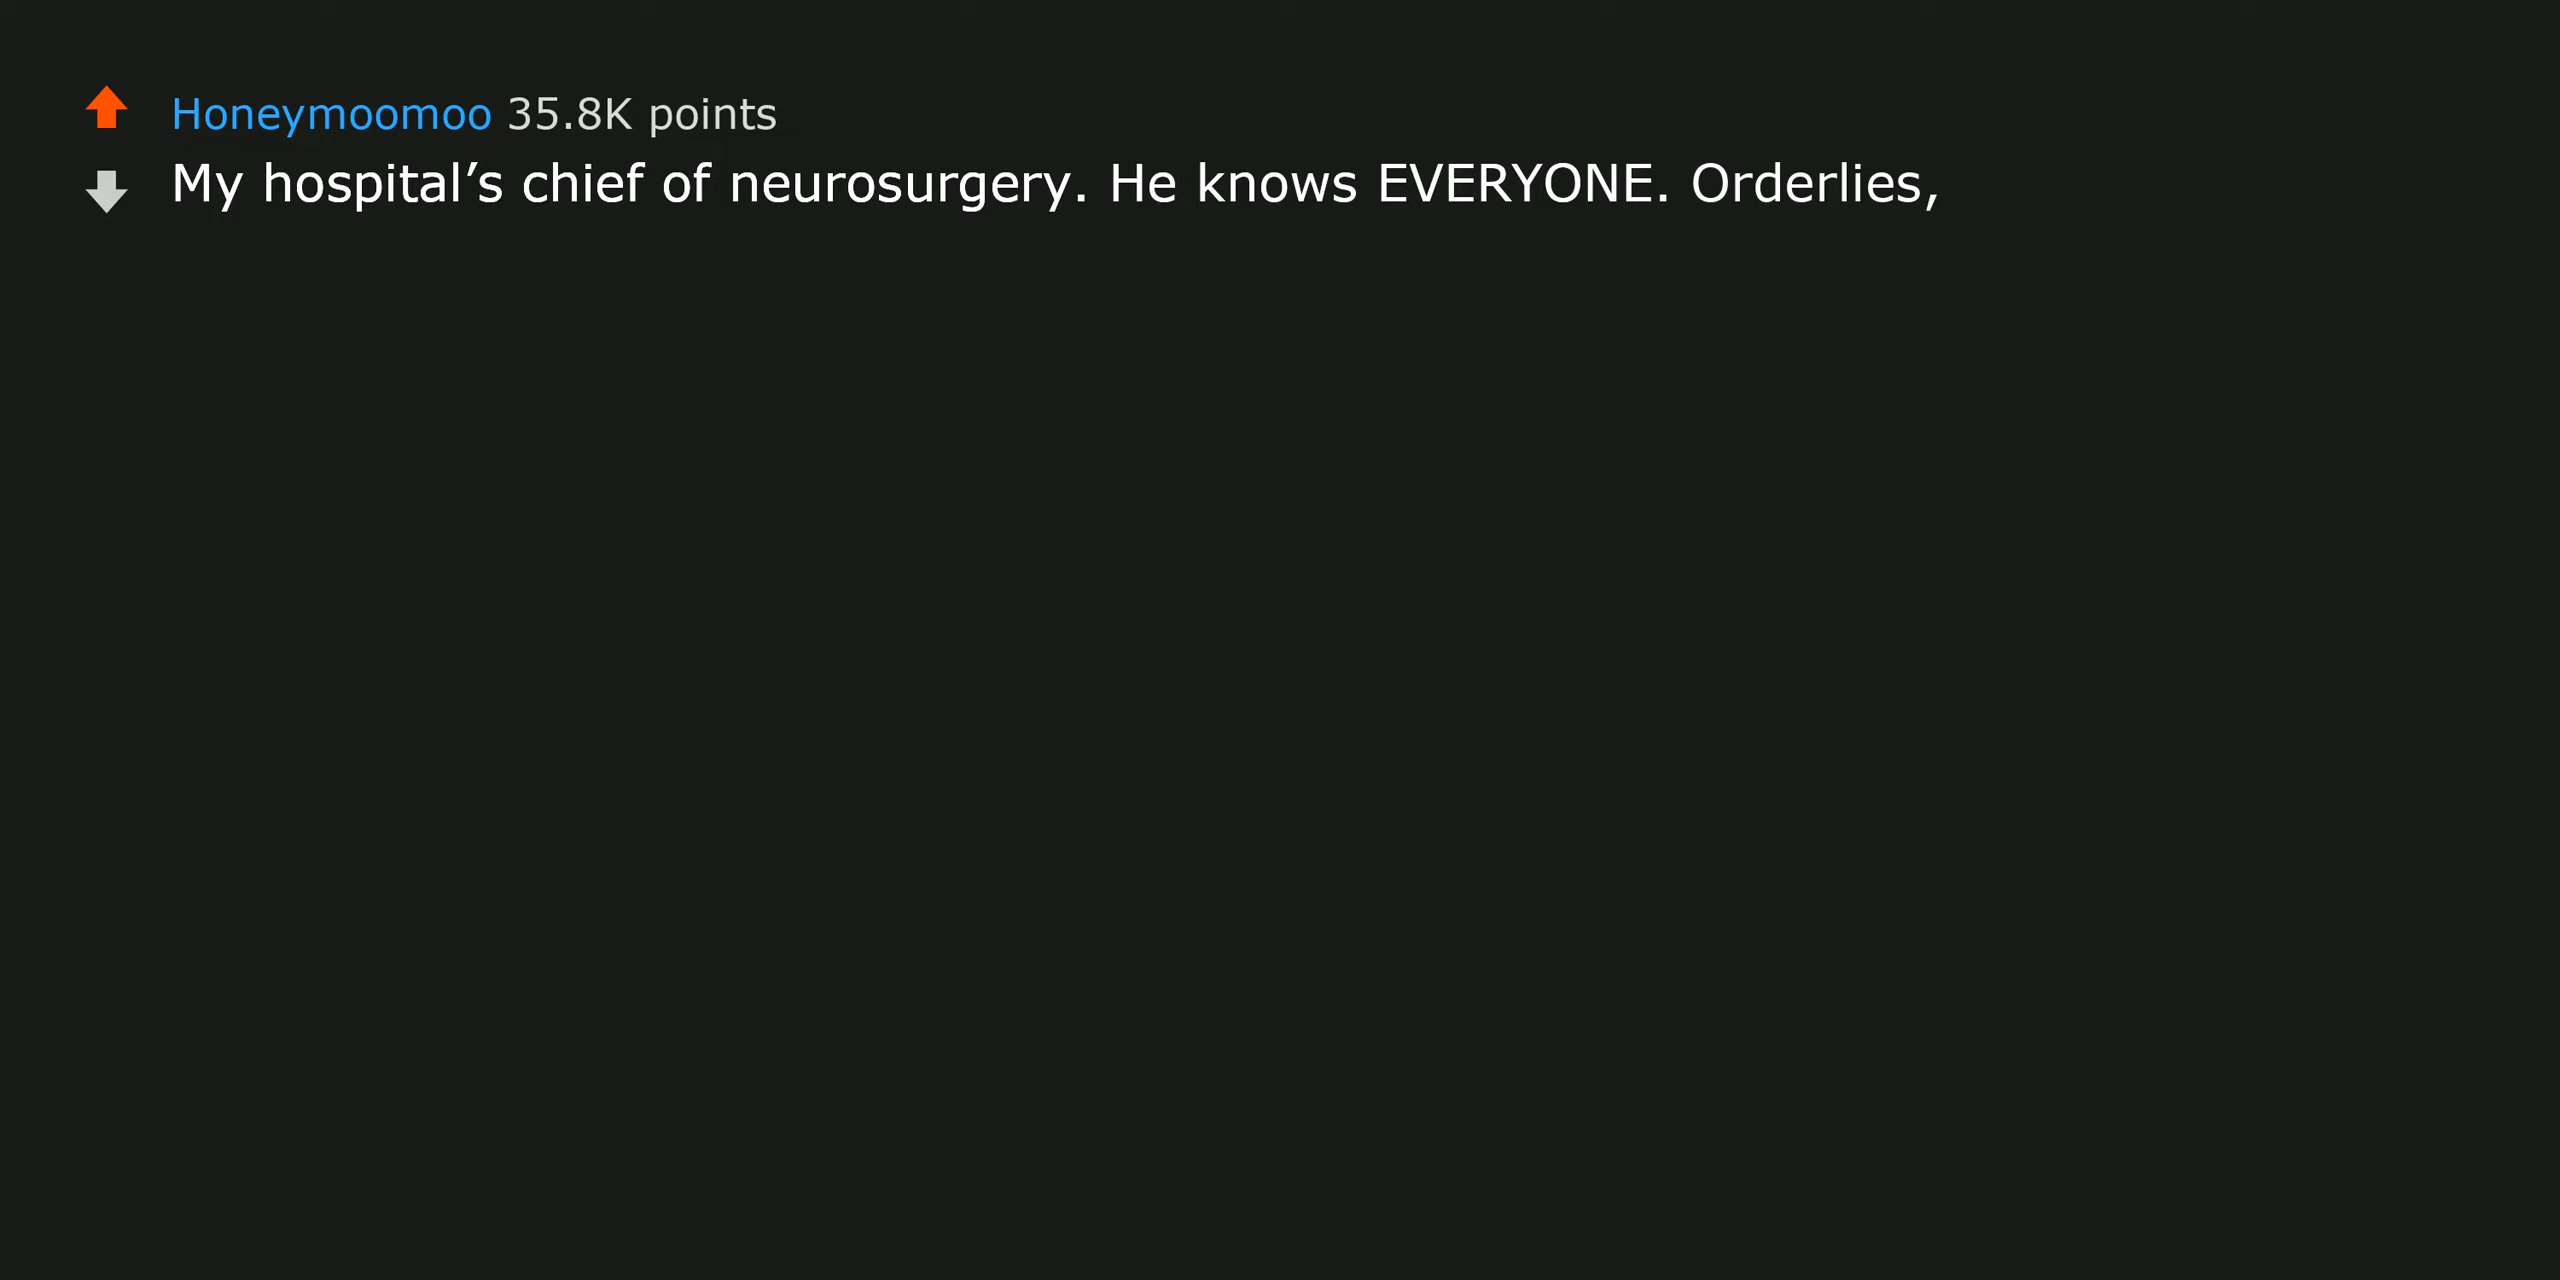 Honeymoomoo 35.8K points
My hospital’s chief of neurosurgery. He knows EVERYONE. Orderlies,